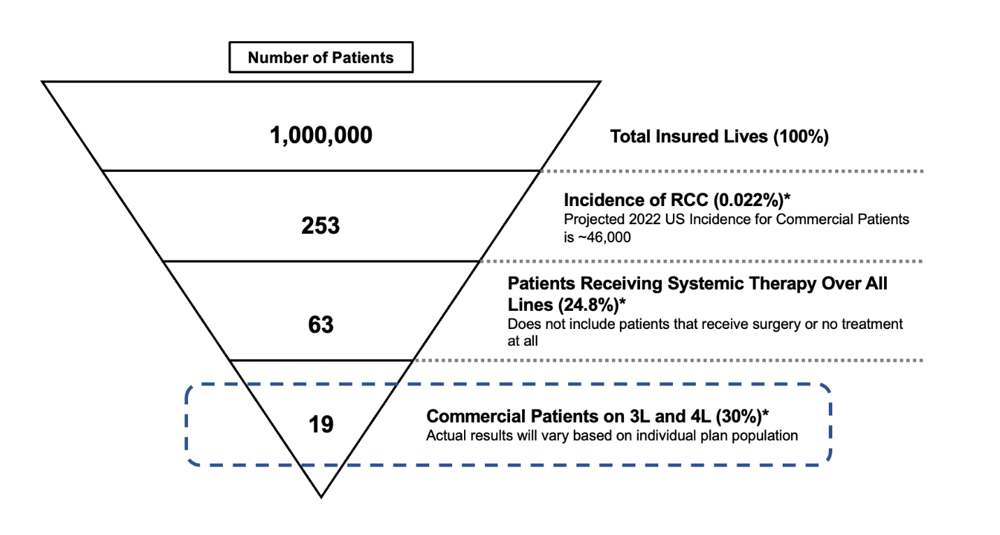 Number of Patients
1,000,000
Total Insured Lives (100%)
253
Incidence of RCC (0.022%)*
Projected 2022 US Incidence for Commercial Patients
is ~46,000
63
Patients Receiving Systemic Therapy Over All
Lines (24.8%)*
Does not include patients that receive surgery or no treatment
at all
19
Commercial Patients on 3L and 4L (30%)*
Actual results will vary based on individual plan population